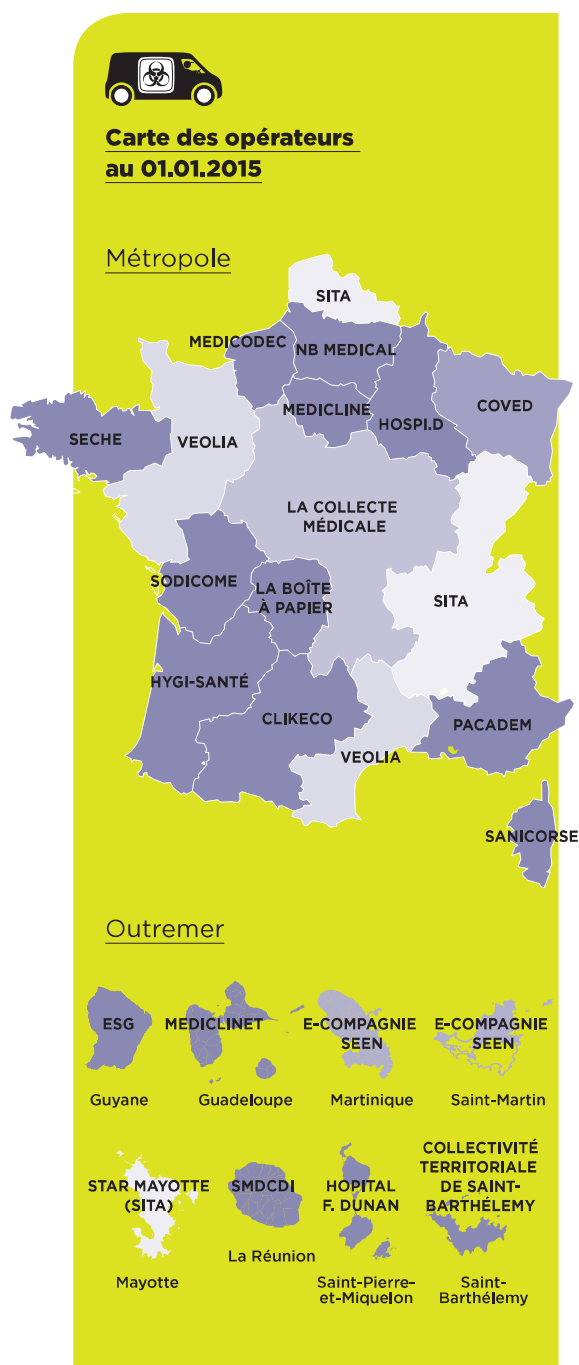 Carte des opérateurs
au 01.01.2015
Métropole
SITA
MEDICODEC
NB MEDICAL
MEDICLINE
HOSPI.D
COVED
SECHE
VEOLIA
LA COLLECTE
MÉDICALE
SODICOME
LA BOÎTE
À PAPIER
SITA
HYGI-SANTÉ
CLIKECO
PACADEM
VEOLIA
SANICORSE
Outremer
ESG
Guyane
MEDICLINET
Guadeloupe
E-COMPAGNIE
SEEN
Martinique
E-COMPAGNIE
SEEN
Saint-Martin
STAR MAYOTTE
(SITA)
Mayotte
SMDCDI
La Réunion
HOPITAL
F. DUNAN
Saint-Pierre-
et-Miquelon
COLLECTIVITÉ
TERRITORIALE
DE SAINT-
BARTHÉLEMY
Saint-
Barthélemy